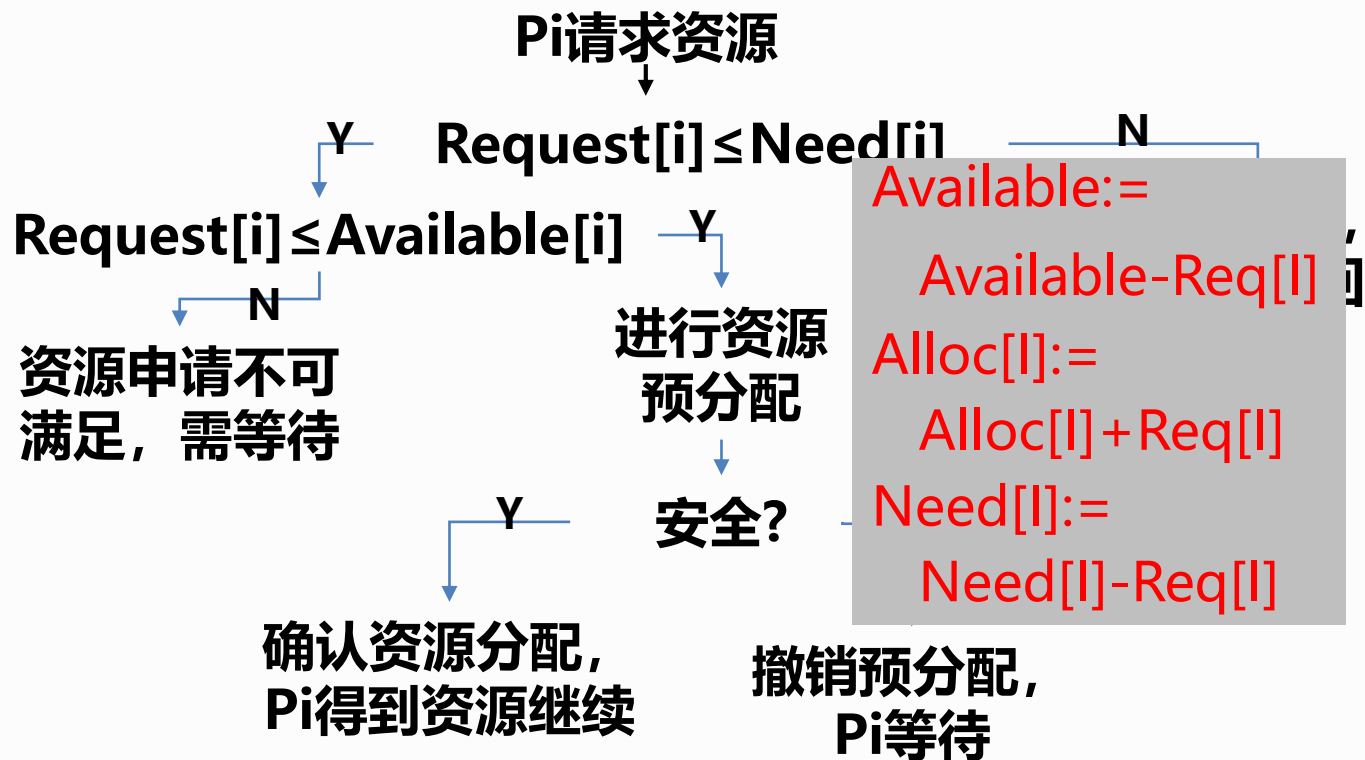 Pi请求资源
Y
Request[i]≤Need[i]
N
Request[i]≤Available[i]
Y
N
资源申请不可
满足，需等待
进行资源
预分配
安全?
Y
确认资源分配，
Pi得到资源继续
撤销预分配，
Pi等待
Available:=
Available-Req[I]
Alloc[I]:=
Alloc[I]+Req[I]
Need[I]:=
Need[I]-Req[I]